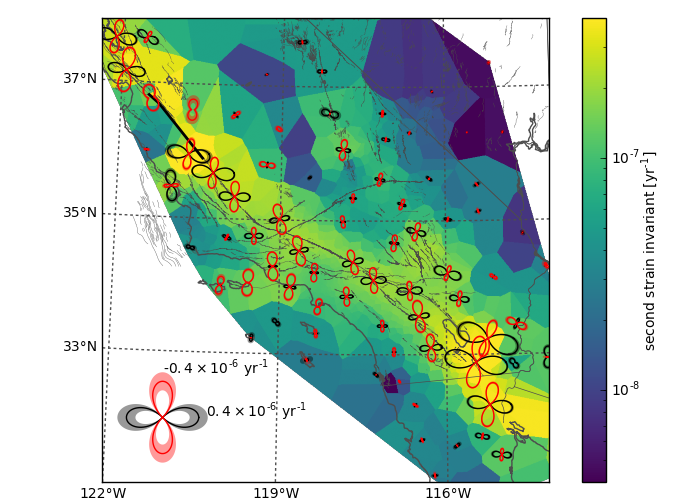 37°N
35°N
33°N
-0.4 × 10⁻⁶ yr⁻¹
0.4 × 10⁻⁶ yr⁻¹
122°W
119°W
116°W
10⁻⁷
10⁻⁸
second strain invariant [yr⁻¹]